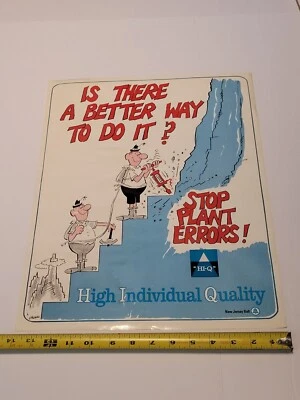 IS THERE
A BETTER WAY
TO DO IT?
STOP
PLANT
ERRORS!
"HI-Q"
High Individual Quality
New Jersey Bell